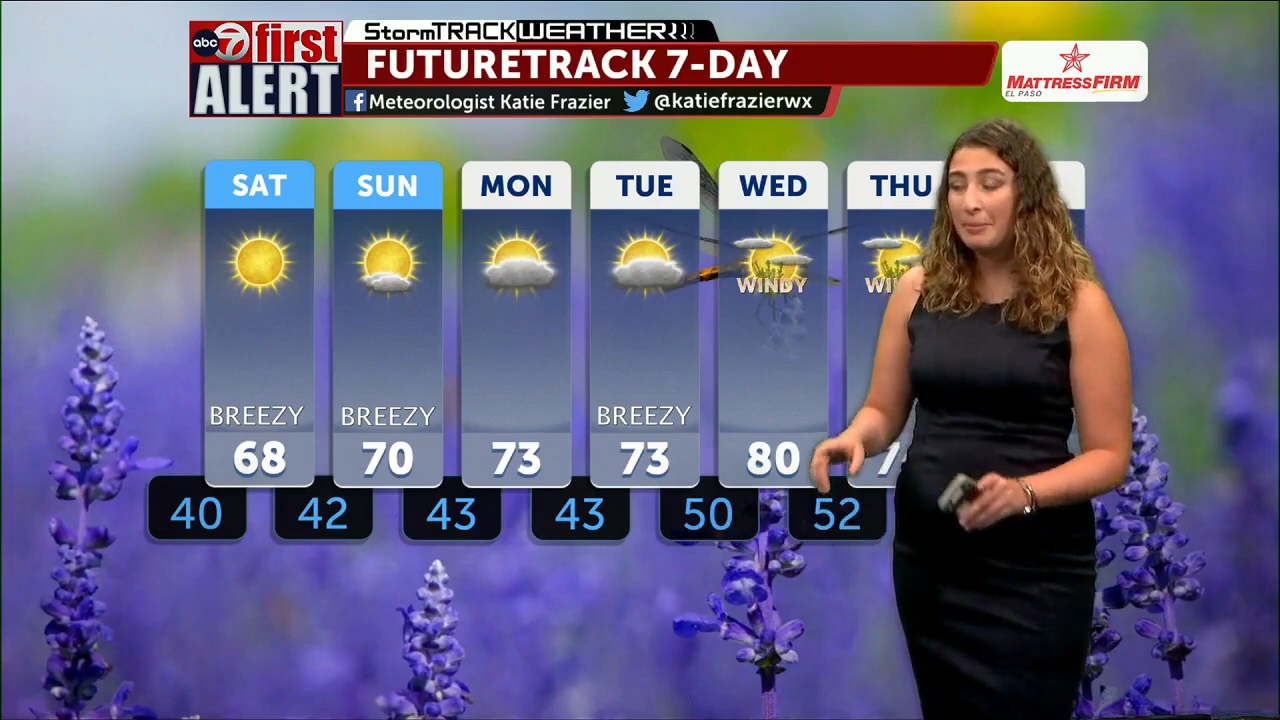 StormTRACK WEATHER
abc 7 first
ALERT
FUTURETRACK 7-DAY
Meteorologist Katie Frazier @katiefrazierwx
MATTRESSFIRM
EL PASO
SAT SUN MON TUE WED THU
WINDY
BREEZY BREEZY BREEZY
68 70 73 73 80
40 42 43 43 50 52